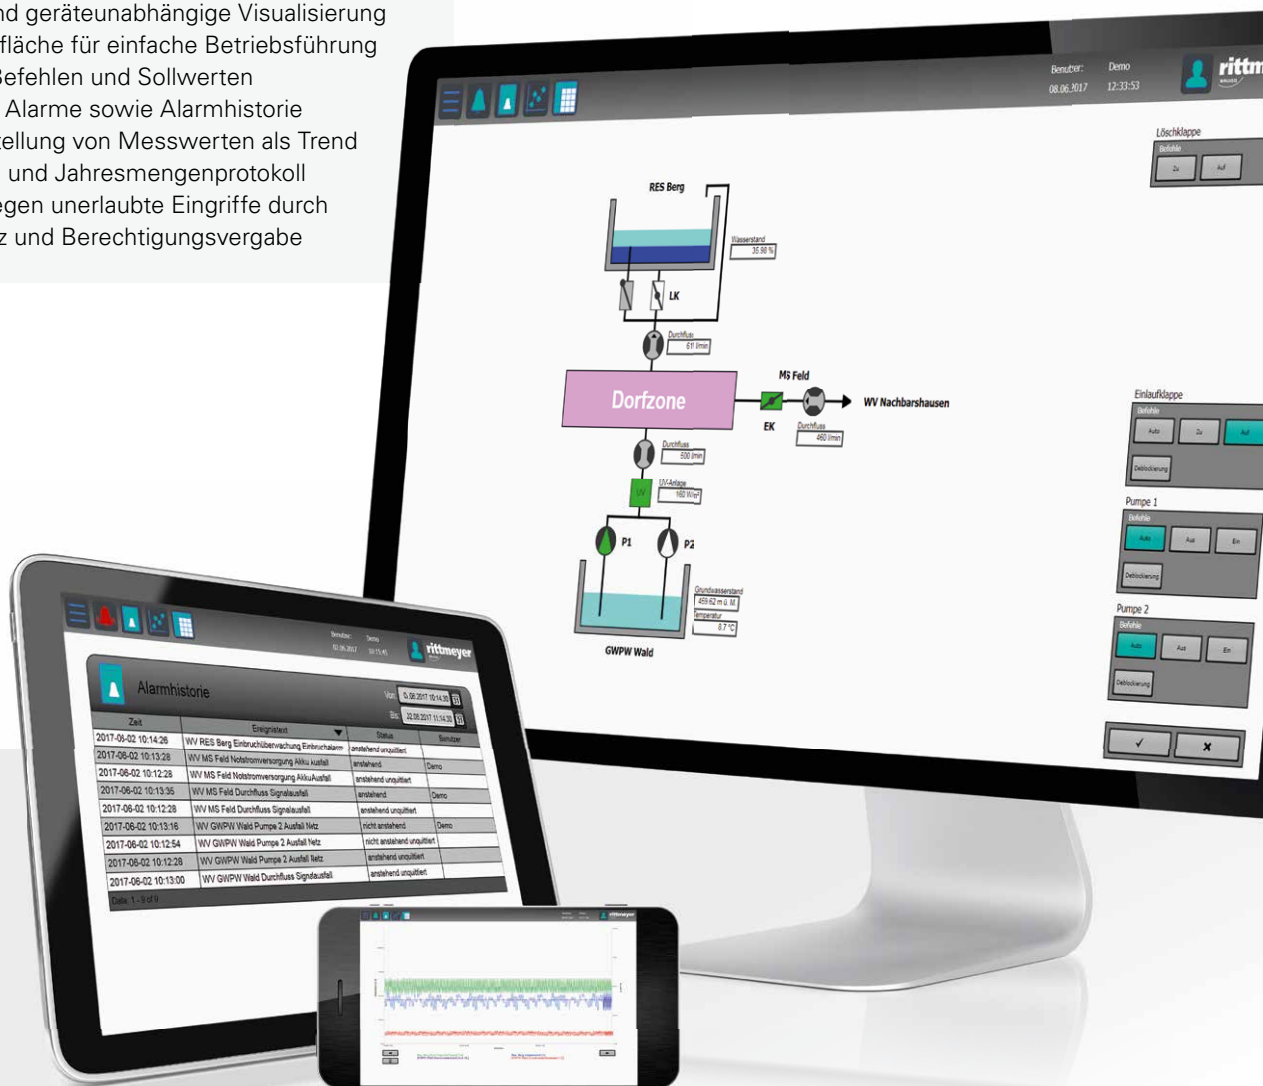 nd geräteunabhängige Visualisierung
fläche für einfache Betriebsführung
Befehlen und Sollwerten
Alarme sowie Alarmhistorie
tellung von Messwerten als Trend
und Jahresmengenprotokoll
egen unerlaubte Eingriffe durch
z und Berechtigungsvergabe
Benutzer: Demo
08.06.2017 12:33:53
rittm
Löschklappe
Befehle
Zu Auf
RES Berg
Wasserstand
35.98 %
LK
Durchfluss
611 l/min
Dorfzone
MS Feld
EK
WV Nachbarshausen
Durchfluss
460 l/min
Durchfluss
500 l/min
UV-Anlage
UV
160 W/m²
P1
P2
Grundwasserstand
459.62 m ü. M.
Temperatur
8.7 °C
GWPW Wald
Einlaufklappe
Befehle
Auto Zu Auf
Deblockierung
Pumpe 1
Befehle
Auto Aus Ein
Deblockierung
Pumpe 2
Befehle
Auto Aus Ein
Deblockierung
Benutzer: Demo
rittmeyer
Alarmhistorie
Von:
Bis: 02.06.2017 11:14:30
Zeit Ereignistext Status Benutzer
2017-06-02 10:14:26 WV RES Berg Einbruchüberwachung Einbruchalarm anstehend unquittiert
2017-06-02 10:13:28 WV MS Feld Notstromversorgung Akku Ausfall anstehend Demo
2017-06-02 10:12:28 WV MS Feld Notstromversorgung AkkuAusfall anstehend unquittiert
2017-06-02 10:13:35 WV MS Feld Durchfluss Signalausfall anstehend Demo
2017-06-02 10:12:28 WV MS Feld Durchfluss Signalausfall anstehend unquittiert
2017-06-02 10:13:16 WV GWPW Wald Pumpe 2 Ausfall Netz nicht anstehend Demo
2017-06-02 10:12:54 WV GWPW Wald Pumpe 2 Ausfall Netz nicht anstehend unquittiert
2017-06-02 10:12:28 WV GWPW Wald Pumpe 2 Ausfall Netz anstehend unquittiert
2017-06-02 10:13:00 WV GWPW Wald Durchfluss Signalausfall anstehend unquittiert
Data: 1 - 9 of 9
rittmeyer